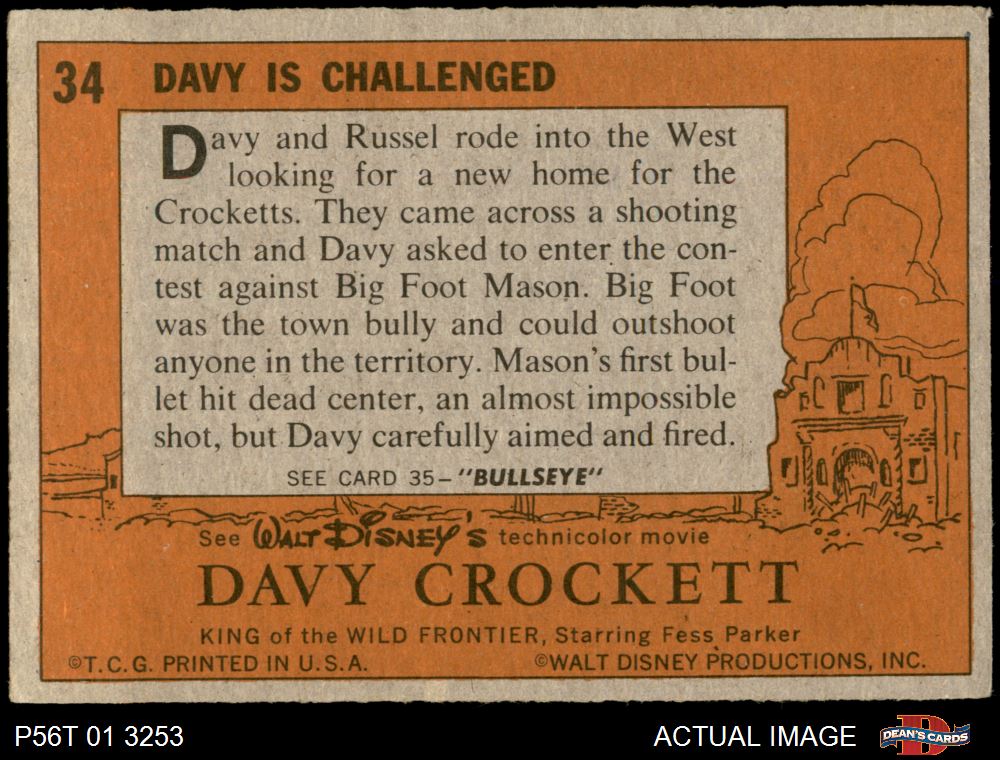 34 DAVY IS CHALLENGED
Davy and Russel rode into the West
looking for a new home for the
Crocketts. They came across a shooting
match and Davy asked to enter the con-
test against Big Foot Mason. Big Foot
was the town bully and could outshoot
anyone in the territory. Mason's first bul-
let hit dead center, an almost impossible
shot, but Davy carefully aimed and fired.
SEE CARD 35-"BULLSEYE"
See WALT DISNEY'S technicolor movie
DAVY CROCKETT
KING of the WILD FRONTIER, Starring Fess Parker
©T.C.G. PRINTED IN U.S.A. ©WALT DISNEY PRODUCTIONS, INC.
P56T 01 3253 ACTUAL IMAGE D DEAN'S CARDS